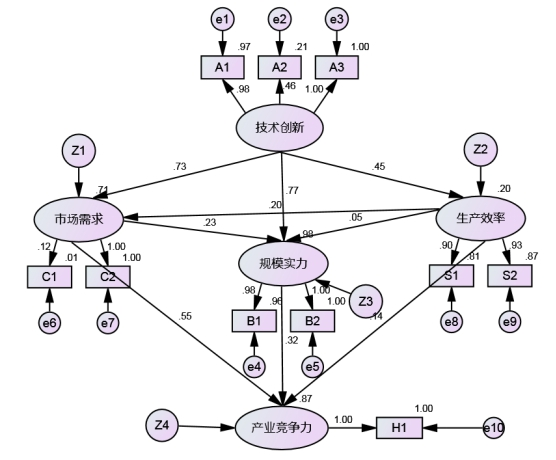 e1 e2 e3
.97 .21 1.00
A1 A2 A3
.98 .46 1.00
技术创新
Z1 Z2
.73 .77 .45
.71 .20
市场需求 生产效率
.20
.23 .05
.98
.12 .01 1.00 1.00
规模实力
.90 .81 .93 .87
C1 C2 S1 S2
.98 .96 1.00 1.00
Z3
e6 e7 B1 B2 e8 e9
.55 .32 .14
e4 e5
.87
Z4 产业竞争力 1.00 H1 1.00 e10